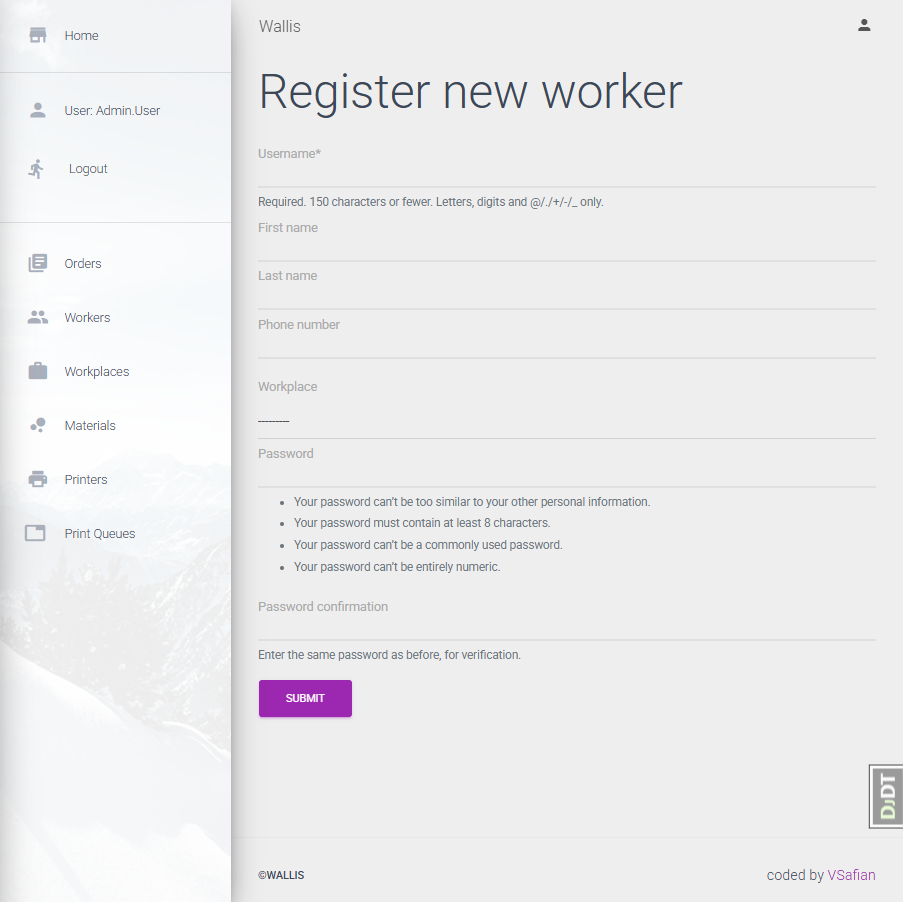 Home
User: Admin.User
Logout
Orders
Workers
Workplaces
Materials
Printers
Print Queues
Wallis
Register new worker
Username*
Required. 150 characters or fewer. Letters, digits and @/./+/-/_ only.
First name
Last name
Phone number
Workplace
---------
Password
• Your password can't be too similar to your other personal information.
• Your password must contain at least 8 characters.
• Your password can't be a commonly used password.
• Your password can't be entirely numeric.
Password confirmation
Enter the same password as before, for verification.
SUBMIT
DJDT
©WALLIS
coded by VSafian